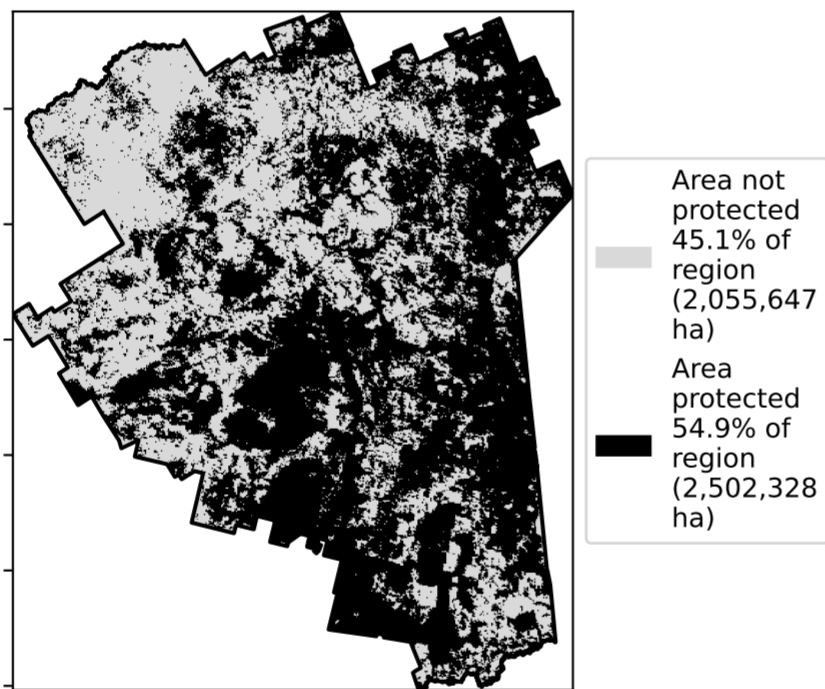 Area not
protected
45.1% of
region
(2,055,647
ha)
Area
protected
54.9% of
region
(2,502,328
ha)